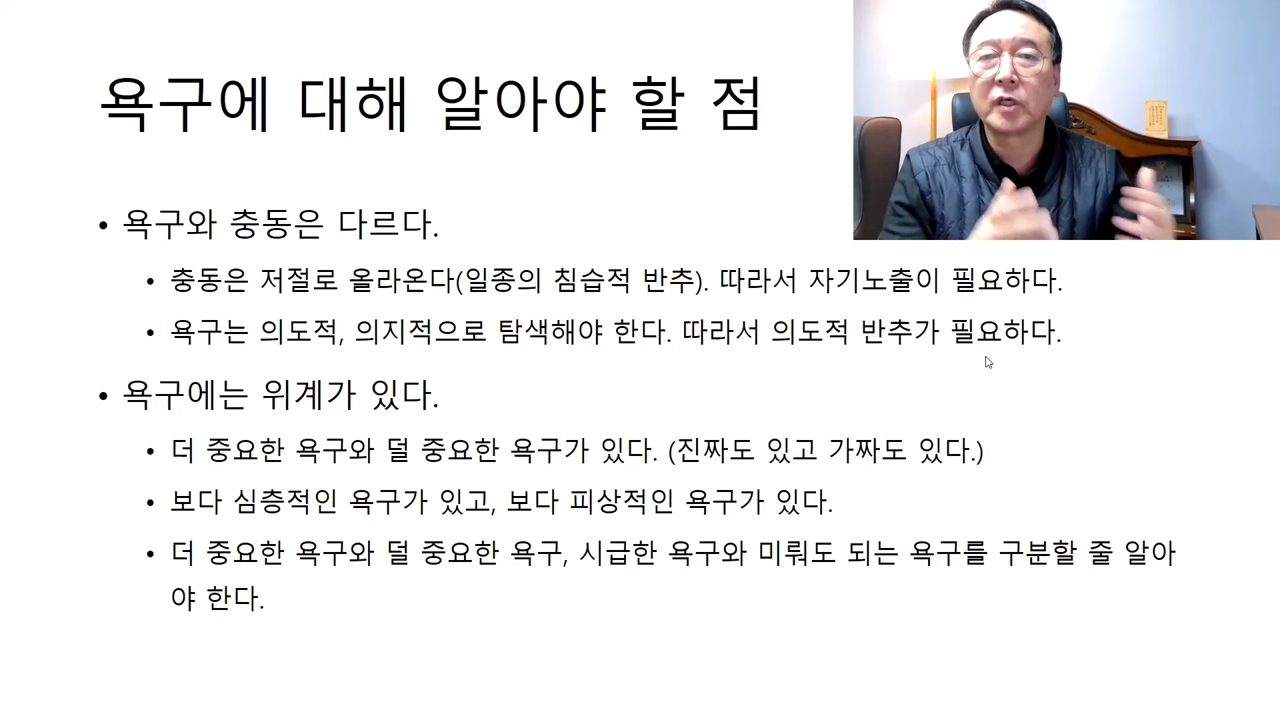 욕구에 대해 알아야 할 점
• 욕구와 충동은 다르다.
• 충동은 저절로 올라온다(일종의 침습적 반추). 따라서 자기노출이 필요하다.
• 욕구는 의도적, 의지적으로 탐색해야 한다. 따라서 의도적 반추가 필요하다.
• 욕구에는 위계가 있다.
• 더 중요한 욕구와 덜 중요한 욕구가 있다. (진짜도 있고 가짜도 있다.)
• 보다 심층적인 욕구가 있고, 보다 피상적인 욕구가 있다.
• 더 중요한 욕구와 덜 중요한 욕구, 시급한 욕구와 미뤄도 되는 욕구를 구분할 줄 알아
야 한다.